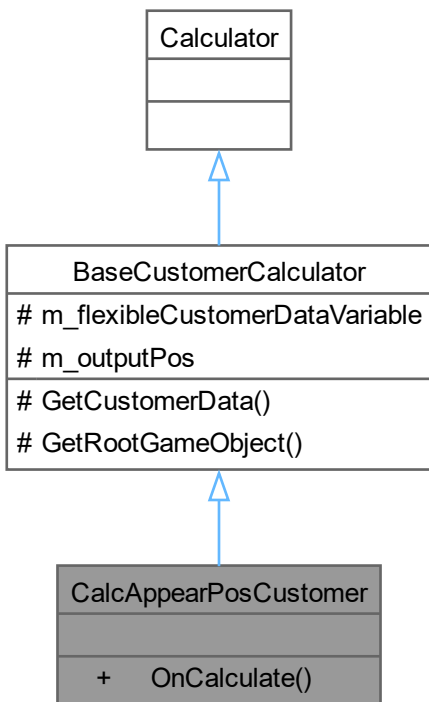 Calculator
BaseCustomerCalculator
# m_flexibleCustomerDataVariable
# m_outputPos
# GetCustomerData()
# GetRootGameObject()
CalcAppearPosCustomer
+ OnCalculate()